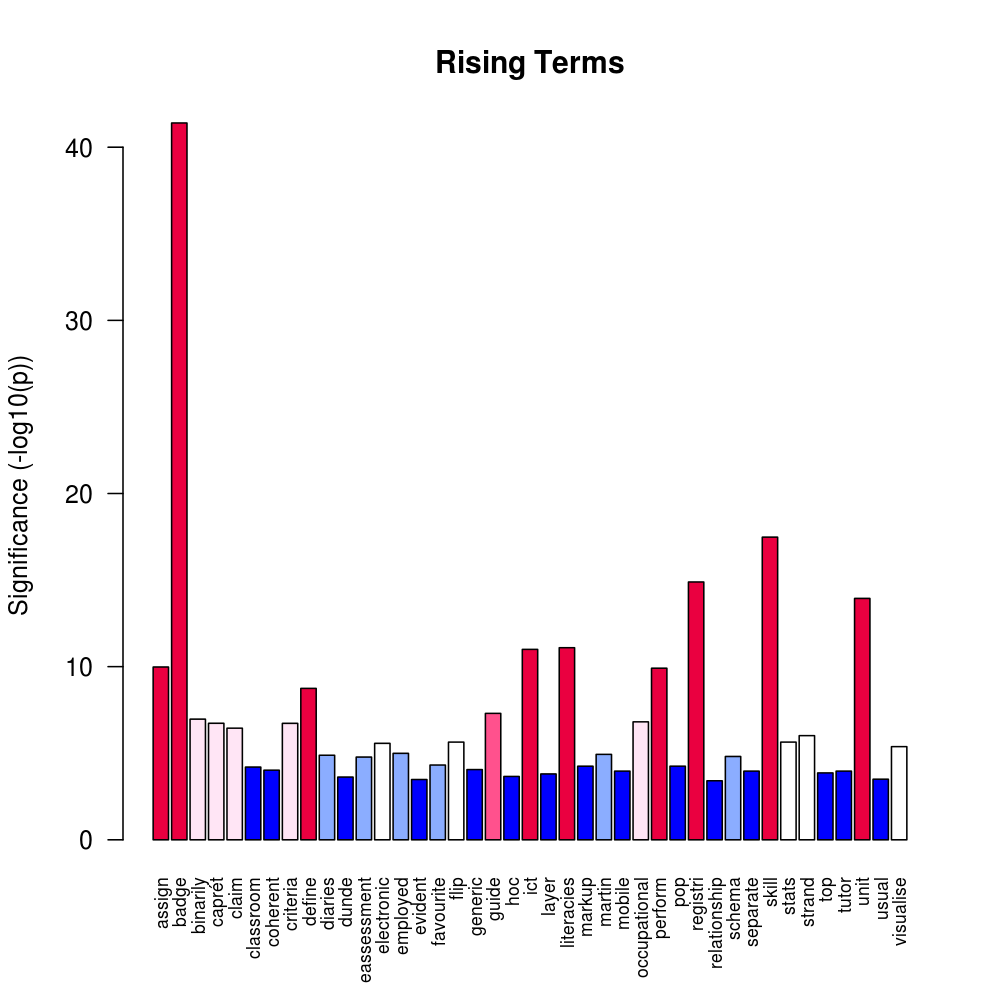 Rising Terms
Significance (-log10(p))
40
30
20
10
0
assign
badge
binarily
caprét
claim
classroom
coherent
criteria
define
diaries
dunde
eassessment
electronic
employed
evident
favourite
flip
generic
guide
hoc
ict
layer
literacies
markup
martin
mobile
occupational
perform
pop
registri
relationship
schema
separate
skill
stats
strand
top
tutor
unit
usual
visualise